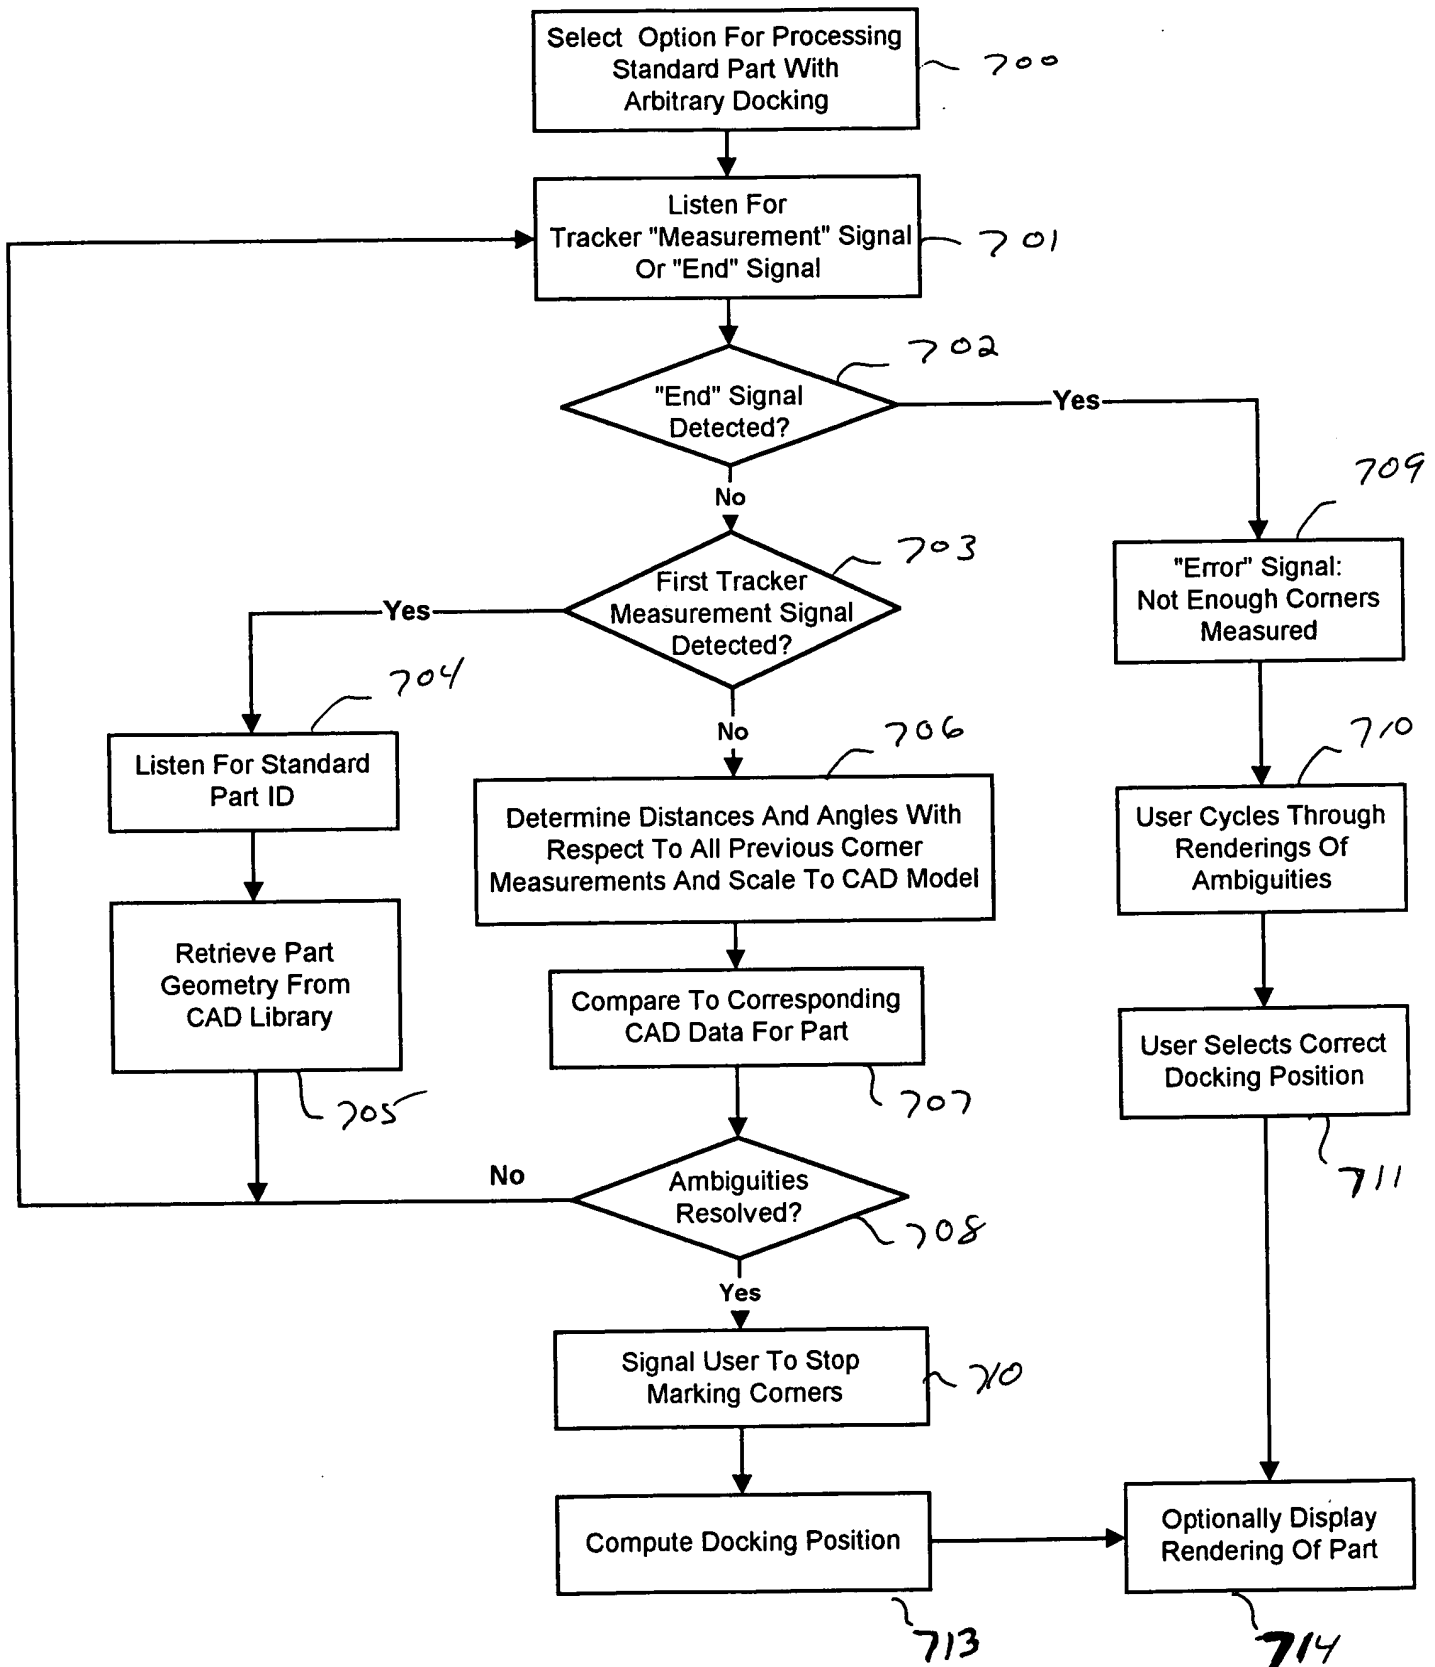 Select Option For Processing
Standard Part With
Arbitrary Docking
700
Listen For
Tracker "Measurement" Signal
Or "End" Signal
701
702
"End" Signal
Detected?
Yes
No
709
703
First Tracker
Measurement Signal
Detected?
Yes
"Error" Signal:
Not Enough Corners
Measured
704
No
706
710
Listen For Standard
Part ID
Determine Distances And Angles With
Respect To All Previous Corner
Measurements And Scale To CAD Model
User Cycles Through
Renderings Of
Ambiguities
Retrieve Part
Geometry From
CAD Library
705
Compare To Corresponding
CAD Data For Part
707
User Selects Correct
Docking Position
711
No
Ambiguities
Resolved?
708
Yes
Signal User To Stop
Marking Corners
710
Compute Docking Position
713
Optionally Display
Rendering Of Part
714